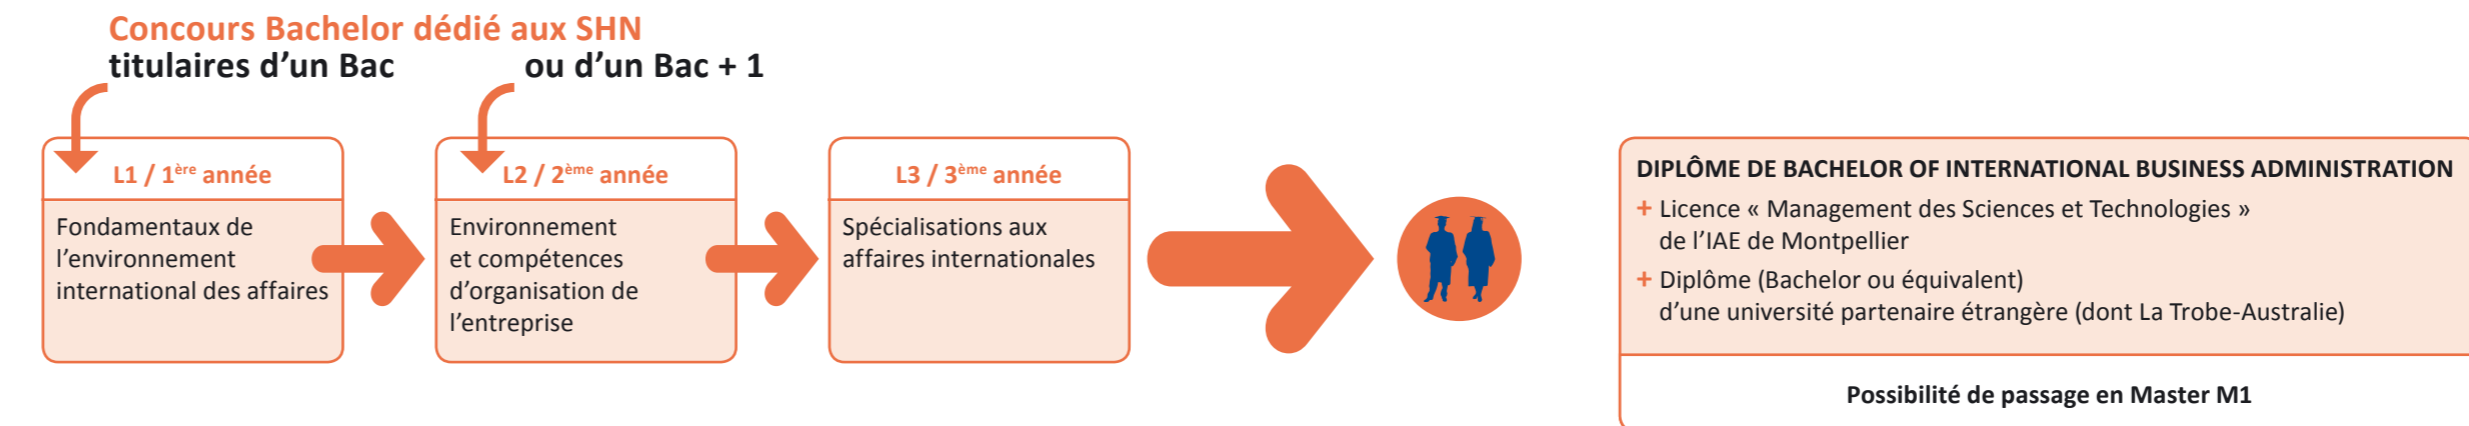 Concours Bachelor dédié aux SHN
titulaires d’un Bac ou d’un Bac + 1
L1 / 1ère année
Fondamentaux de
l’environnement
international des affaires
L2 / 2ème année
Environnement
et compétences
d’organisation de
l’entreprise
L3 / 3ème année
Spécialisations aux
affaires internationales
DIPLÔME DE BACHELOR OF INTERNATIONAL BUSINESS ADMINISTRATION
+ Licence « Management des Sciences et Technologies »
de l’IAE de Montpellier
+ Diplôme (Bachelor ou équivalent)
d’une université partenaire étrangère (dont La Trobe-Australie)
Possibilité de passage en Master M1